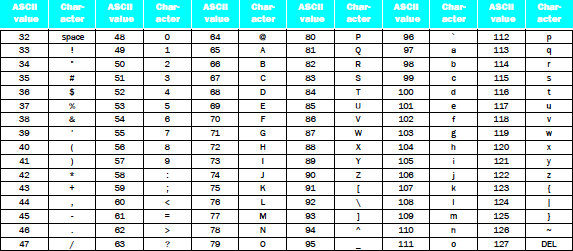 ASCII Char- ASCII Char- ASCII Char- ASCII Char- ASCII Char- ASCII Char-
value acter value acter value acter value acter value acter value acter
32 space 48 0 64 @ 80 P 96 ` 112 p
33 ! 49 1 65 A 81 Q 97 a 113 q
34 " 50 2 66 B 82 R 98 b 114 r
35 # 51 3 67 C 83 S 99 c 115 s
36 $ 52 4 68 D 84 T 100 d 116 t
37 % 53 5 69 E 85 U 101 e 117 u
38 & 54 6 70 F 86 V 102 f 118 v
39 ' 55 7 71 G 87 W 103 g 119 w
40 ( 56 8 72 H 88 X 104 h 120 x
41 ) 57 9 73 I 89 Y 105 i 121 y
42 * 58 : 74 J 90 Z 106 j 122 z
43 + 59 ; 75 K 91 [ 107 k 123 {
44 , 60 < 76 L 92 \ 108 l 124 |
45 - 61 = 77 M 93 ] 109 m 125 }
46 . 62 > 78 N 94 ^ 110 n 126 ~
47 / 63 ? 79 O 95 _ 111 o 127 DEL